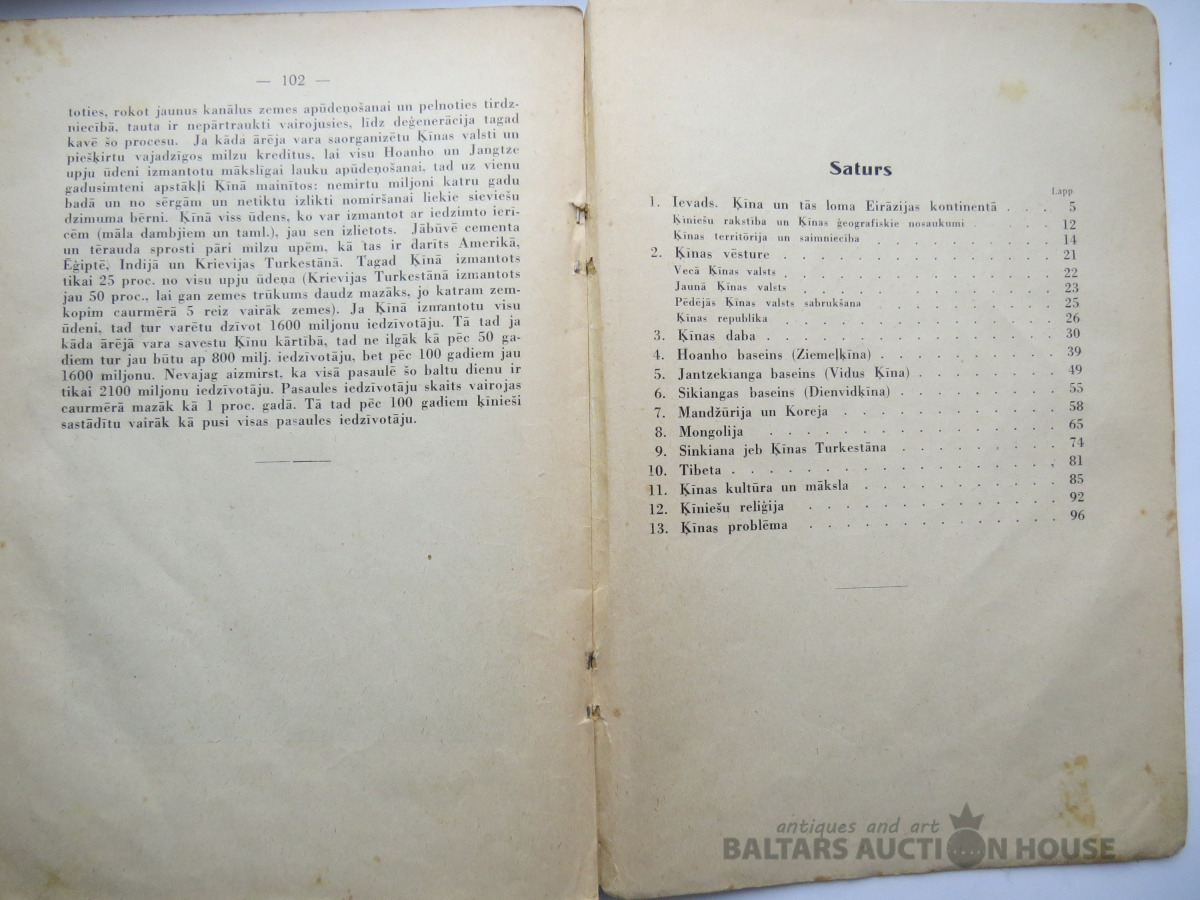 — 102 —
toties, rokot jaunus kanālus zemes apūdeņošanai un pelnoties tirdz-
niecībā, tauta ir nepārtraukti vairojusies, līdz deģenerācija tagad
kavē šo procesu. Ja kāda ārēja vara saorganizētu Ķīnas valsti un
piešķirtu vajadzīgos milzu kreditus, lai visu Hoanho un Jangtze
upju ūdeni izmantotu mākslīgai lauku apūdeņošanai, tad uz vienu
gadusimteni apstākļi Ķīnā mainītos: nemirtu miljoni katru gadu
badā un no sērgām un netiktu izlikti nomiršanai liekie sieviešu
dzimuma bērni. Ķīnā viss ūdens, ko var izmantot ar iedzimto ierī-
cēm (māla dambjiem un taml.), jau sen izlietots. Jābūvē cementa
un tērauda sprosti pāri milzu upēm, kā tas ir darīts Amerikā,
Ēģiptē, Indijā un Krievijas Turkestānā. Tagad Ķīnā izmantots
tikai 25 proc. no visu upju ūdeņa (Krievijas Turkestānā izmantots
jau 50 proc., lai gan zemes trūkums daudz mazāks, jo katram zem-
kopim caurmērā 5 reiz vairāk zemes). Ja Ķīnā izmantotu visu
ūdeni, tad tur varētu dzīvot 1600 miljonu iedzīvotāju. Tā tad ja
kāda ārējā vara savestu Ķīnu kārtībā, tad ne ilgāk kā pēc 50 ga-
diem tur jau būtu ap 800 milj. iedzīvotāju, bet pēc 100 gadiem jau
1600 miljonu. Nevajag aizmirst, ka visā pasaulē šo baltu dienu ir
tikai 2100 miljonu iedzīvotāju. Pasaules iedzīvotāju skaits vairojas
caurmērā mazāk kā 1 proc. gadā. Tā tad pēc 100 gadiem ķīnieši
sastādītu vairāk kā pusi visas pasaules iedzīvotāju.
Saturs
Lapp.
1. Ievads. Ķīna un tās loma Eirāzijas kontinentā . . . 5
Ķīniešu rakstība un Ķīnas ģeografiskie nosaukumi . . . 12
Ķīnas territōrija un saimniecība . . . . . . . . 14
2. Ķīnas vēsture . . . . . . . . . . . . . 21
Vecā Ķīnas valsts . . . . . . . . . . . . 22
Jaunā Ķīnas valsts . . . . . . . . . . . . 23
Pēdējās Ķīnas valsts sabrukšana . . . . . . . . 25
Ķīnas republika . . . . . . . . . . . . 26
3. Ķīnas daba . . . . . . . . . . . . . 30
4. Hoanho baseins (Ziemeļķīna) . . . . . . . . 39
5. Jantzekianga baseins (Vidus Ķīna) . . . . . . . 49
6. Sikiangas baseins (Dienvidķīna) . . . . . . . . 55
7. Mandžūrija un Koreja . . . . . . . . . . 58
8. Mongolija . . . . . . . . . . . . . 65
9. Sinkiana jeb Ķīnas Turkestāna . . . . . . . . 74
10. Tibeta . . . . . . . . . . . . . . 81
11. Ķīnas kultūra un māksla . . . . . . . . . 85
12. Ķīniešu reliģija . . . . . . . . . . . . 92
13. Ķīnas problēma . . . . . . . . . . . . 96
antiques and art
BALTARS AUCTION HOUSE